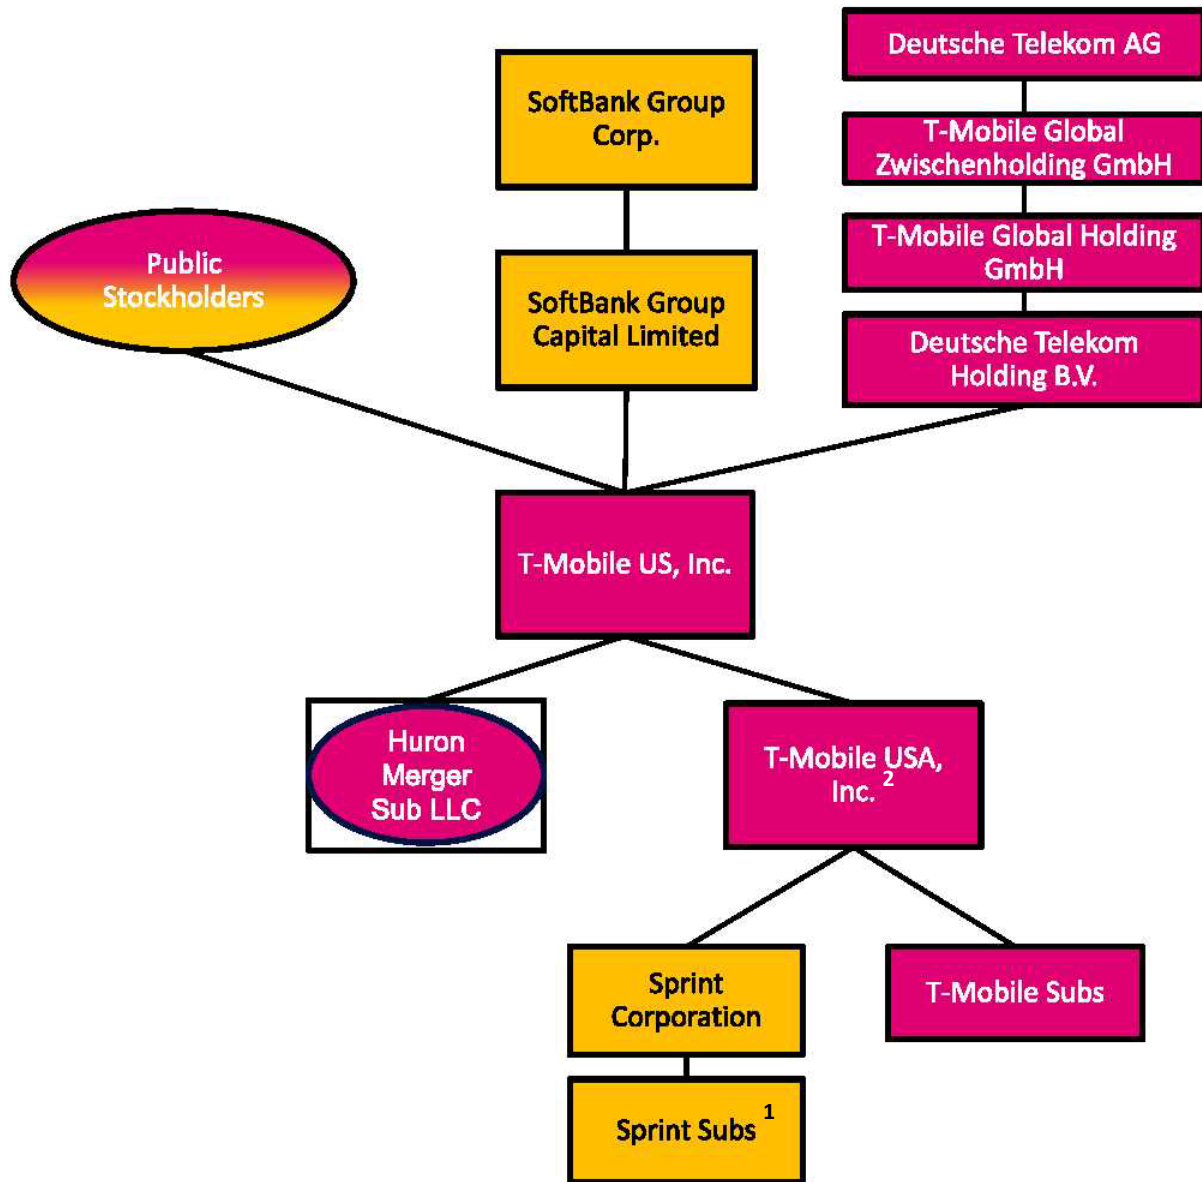 Deutsche Telekom AG
SoftBank Group
Corp.
T-Mobile Global
Zwischenholding GmbH
T-Mobile Global Holding
GmbH
Public
Stockholders
SoftBank Group
Capital Limited
Deutsche Telekom
Holding B.V.
T-Mobile US, Inc.
Huron
Merger
Sub LLC
T-Mobile USA,
Inc. 2
Sprint
Corporation
T-Mobile Subs
Sprint Subs 1